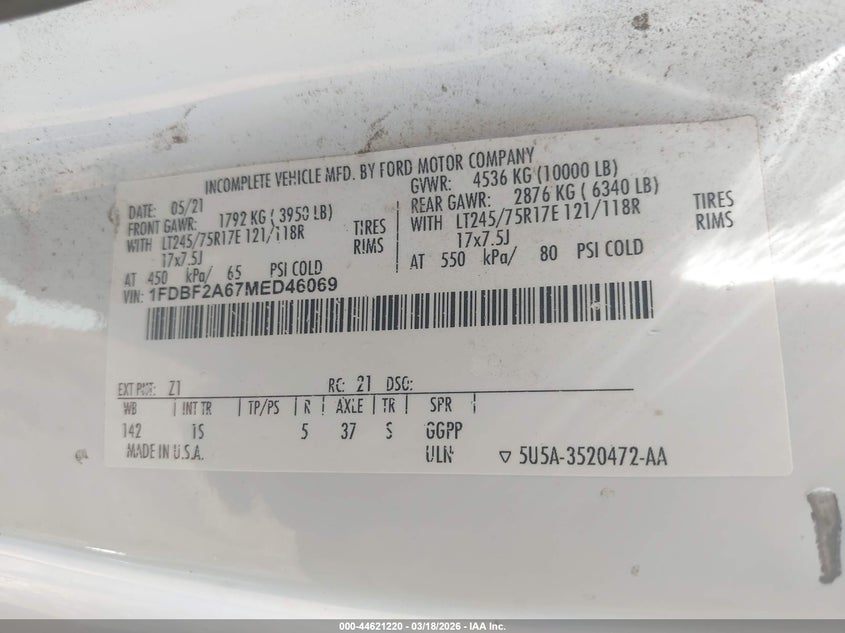 INCOMPLETE VEHICLE MFD. BY FORD MOTOR COMPANY
DATE: 05/21
GVWR: 4536 KG (10000 LB)
FRONT GAWR: 1792 KG ( 3950 LB)
REAR GAWR: 2876 KG ( 6340 LB)
WITH LT245/75R17E 121/118R TIRES
WITH LT245/75R17E 121/118R TIRES
17x7.5J RIMS
17x7.5J RIMS
AT 450 kPa/ 65 PSI COLD
AT 550 kPa/ 80 PSI COLD
VIN: 1FDBF2A67MED46069
EXT PNT: Z1 RC: 21 DSO:
WB INT TR TP/PS R AXLE TR SPR
142 1S 5 37 S GGPP
MADE IN U.S.A. ULN ▽ 5U5A-3520472-AA
000-44621220 - 03/18/2026 - IAA Inc.